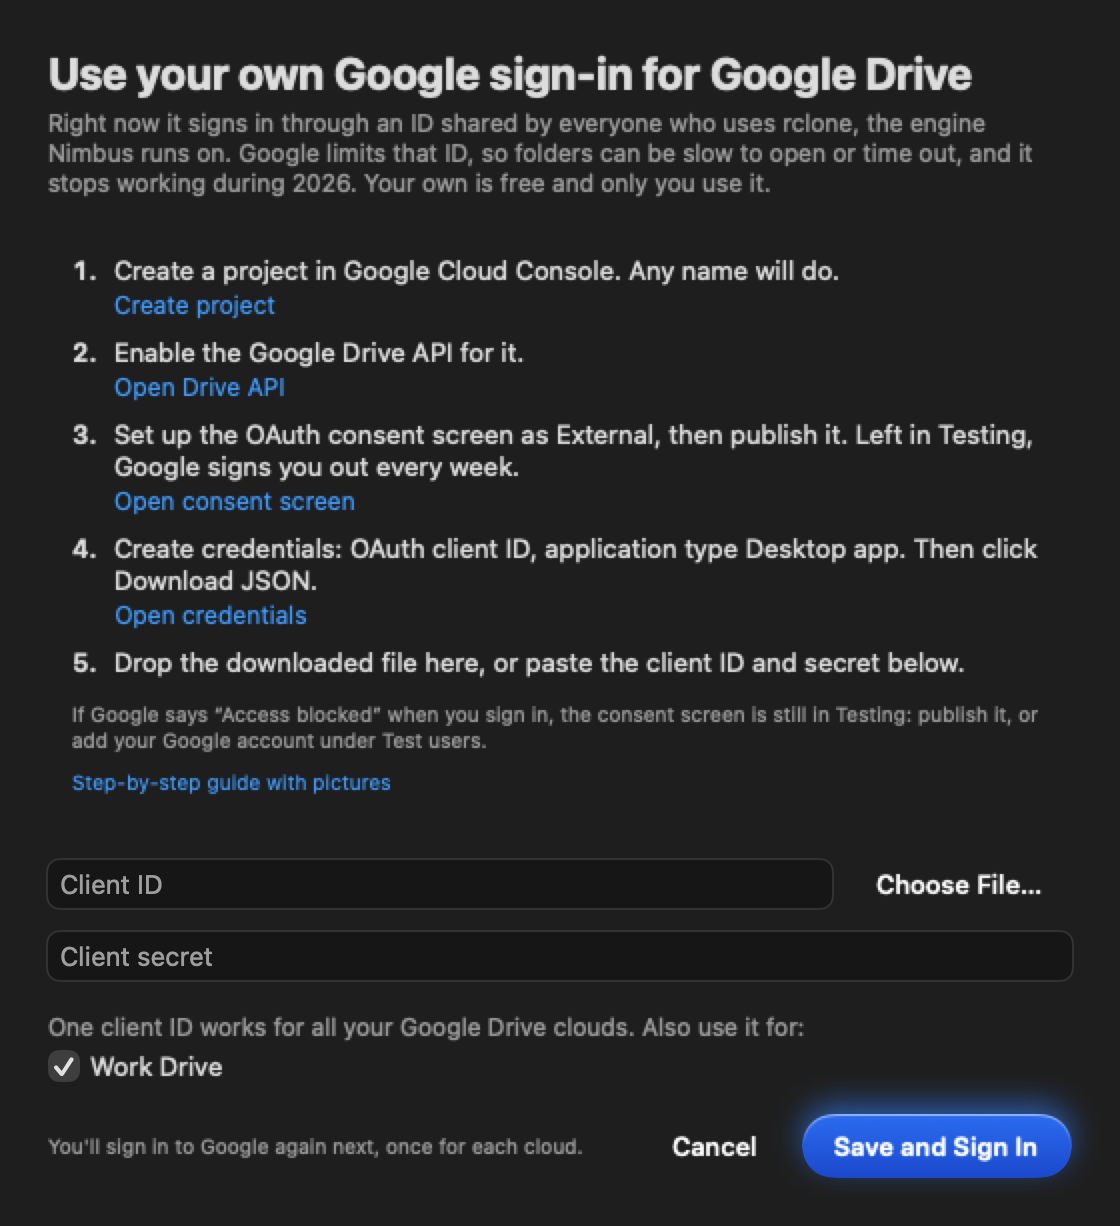 Use your own Google sign-in for Google Drive
Right now it signs in through an ID shared by everyone who uses rclone, the engine
Nimbus runs on. Google limits that ID, so folders can be slow to open or time out, and it
stops working during 2026. Your own is free and only you use it.
1. Create a project in Google Cloud Console. Any name will do.
Create project
2. Enable the Google Drive API for it.
Open Drive API
3. Set up the OAuth consent screen as External, then publish it. Left in Testing,
Google signs you out every week.
Open consent screen
4. Create credentials: OAuth client ID, application type Desktop app. Then click
Download JSON.
Open credentials
5. Drop the downloaded file here, or paste the client ID and secret below.
If Google says “Access blocked” when you sign in, the consent screen is still in Testing: publish it, or
add your Google account under Test users.
Step-by-step guide with pictures
Client ID
Choose File...
Client secret
One client ID works for all your Google Drive clouds. Also use it for:
Work Drive
You'll sign in to Google again next, once for each cloud.
Cancel
Save and Sign In